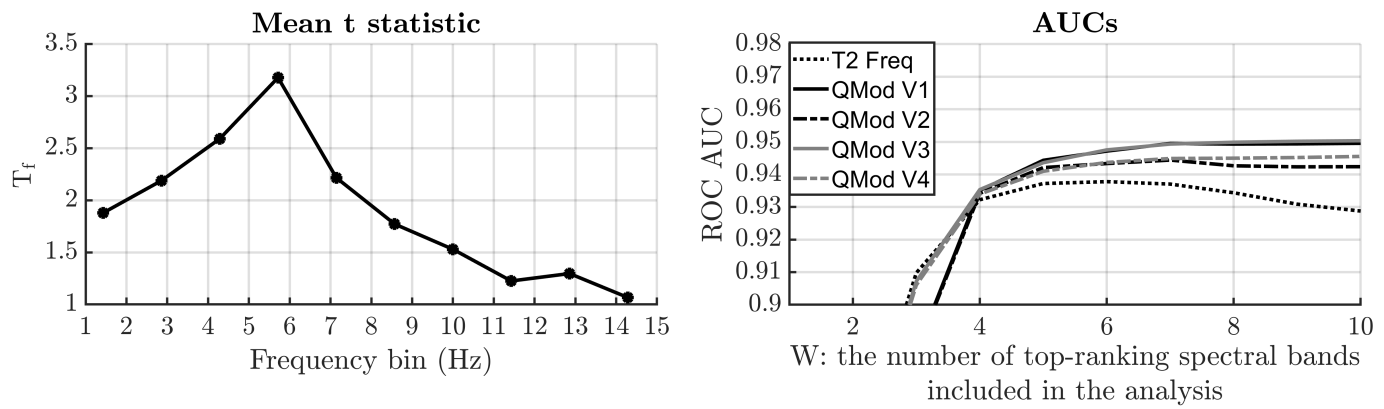 Mean t statistic
3.5
3
2.5
2
1.5
1
T_f
1 2 3 4 5 6 7 8 9 10 11 12 13 14 15
Frequency bin (Hz)
AUCs
0.98
0.97
0.96
0.95
0.94
0.93
0.92
0.91
0.9
ROC AUC
T2 Freq
QMod V1
QMod V2
QMod V3
QMod V4
2 4 6 8 10
W: the number of top-ranking spectral bands
included in the analysis